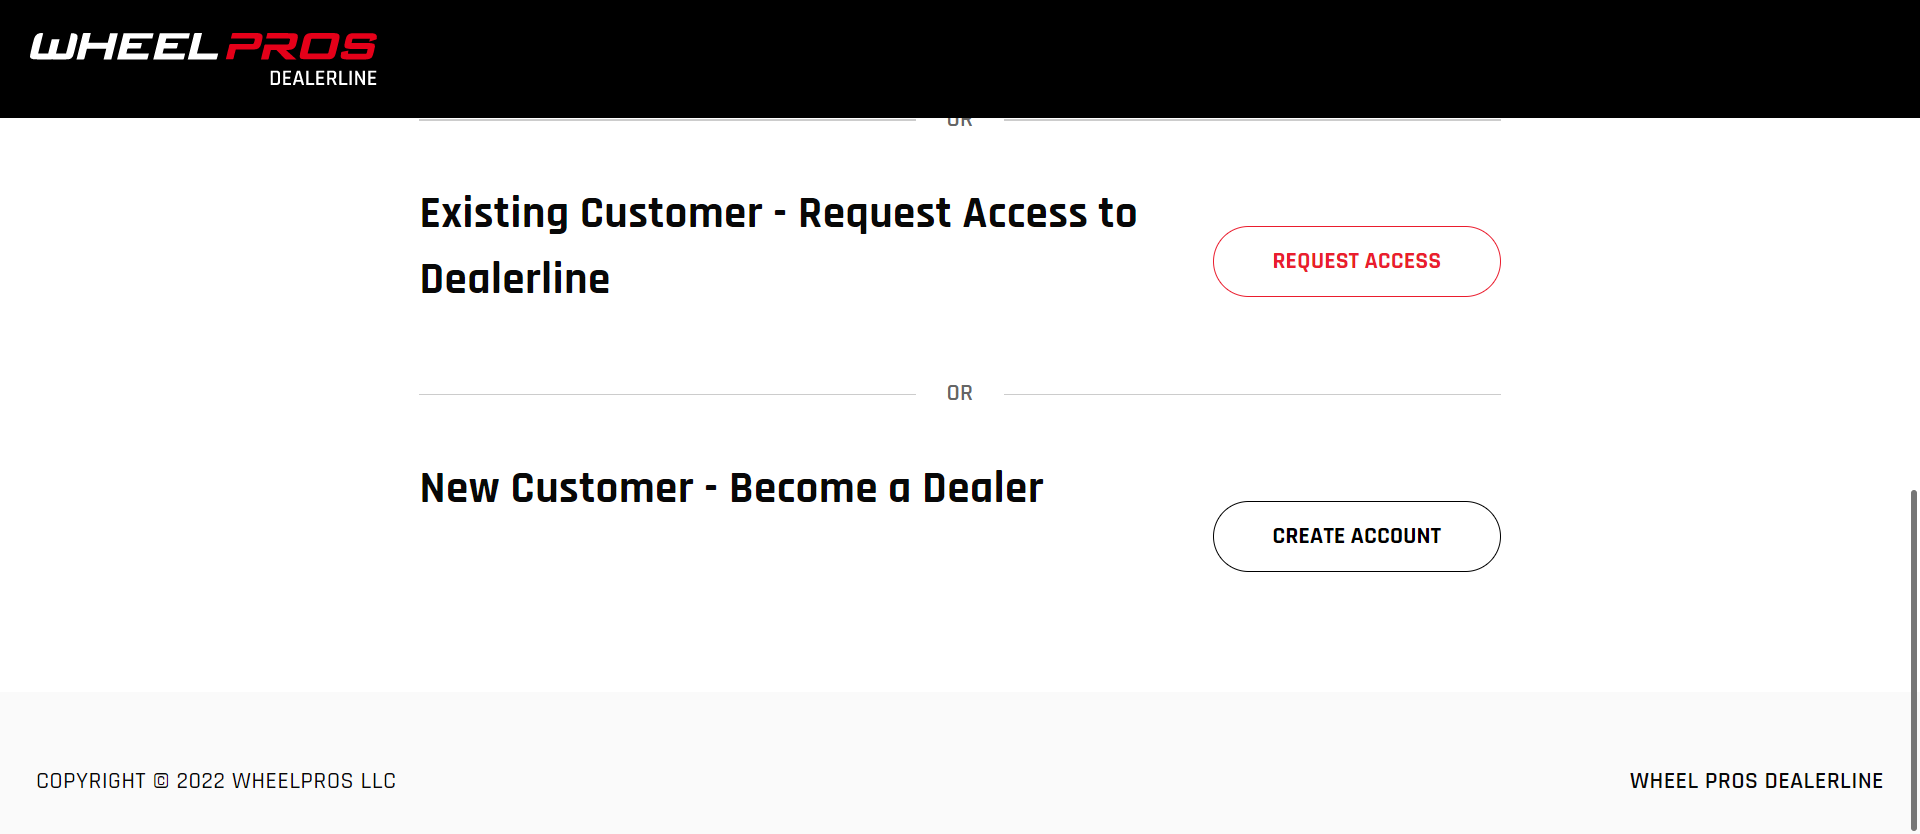 WHEEL PROS
DEALERLINE
OR
Existing Customer - Request Access to
Dealerline
REQUEST ACCESS
OR
New Customer - Become a Dealer
CREATE ACCOUNT
COPYRIGHT © 2022 WHEELPROS LLC
WHEEL PROS DEALERLINE